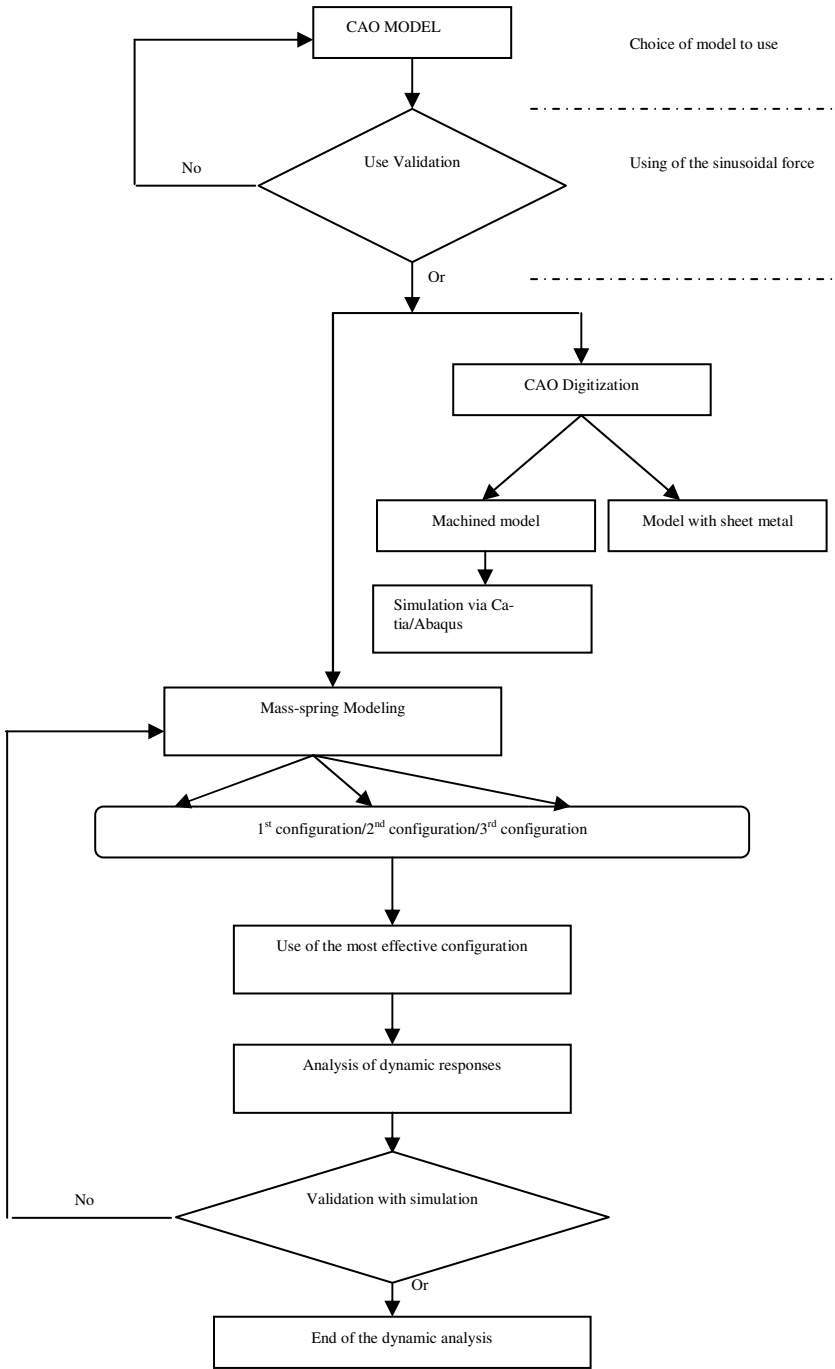 CAO MODEL
Choice of model to use
Use Validation
Using of the sinusoidal force
No
Or
CAO Digitization
Machined model
Model with sheet metal
Simulation via Ca-
tia/Abaqus
Mass-spring Modeling
1st configuration/2nd configuration/3rd configuration
Use of the most effective configuration
Analysis of dynamic responses
Validation with simulation
No
Or
End of the dynamic analysis